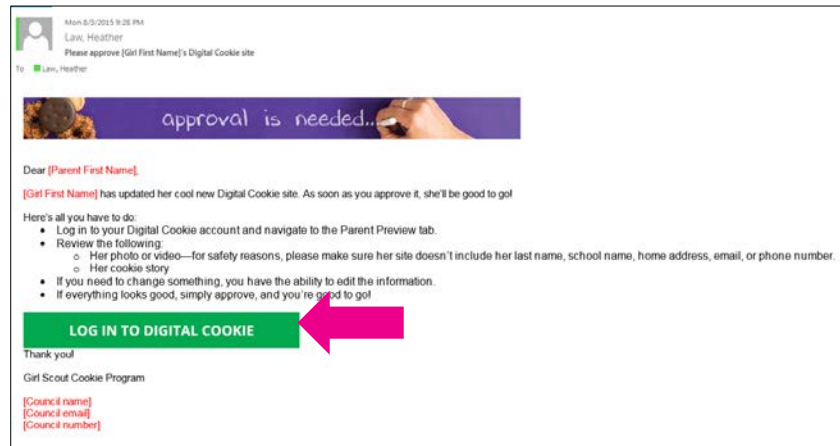 Mon 8/3/2015 9:28 PM
Law, Heather
Please approve [Girl First Name]'s Digital Cookie site
To Law, Heather
approval is needed...
Dear [Parent First Name],
[Girl First Name] has updated her cool new Digital Cookie site. As soon as you approve it, she'll be good to go!
Here's all you have to do:
• Log in to your Digital Cookie account and navigate to the Parent Preview tab.
• Review the following:
o Her photo or video—for safety reasons, please make sure her site doesn't include her last name, school name, home address, email, or phone number.
o Her cookie story
• If you need to change something, you have the ability to edit the information.
• If everything looks good, simply approve, and you're good to go!
LOG IN TO DIGITAL COOKIE
Thank you!
Girl Scout Cookie Program
[Council name]
[Council email]
[Council number]